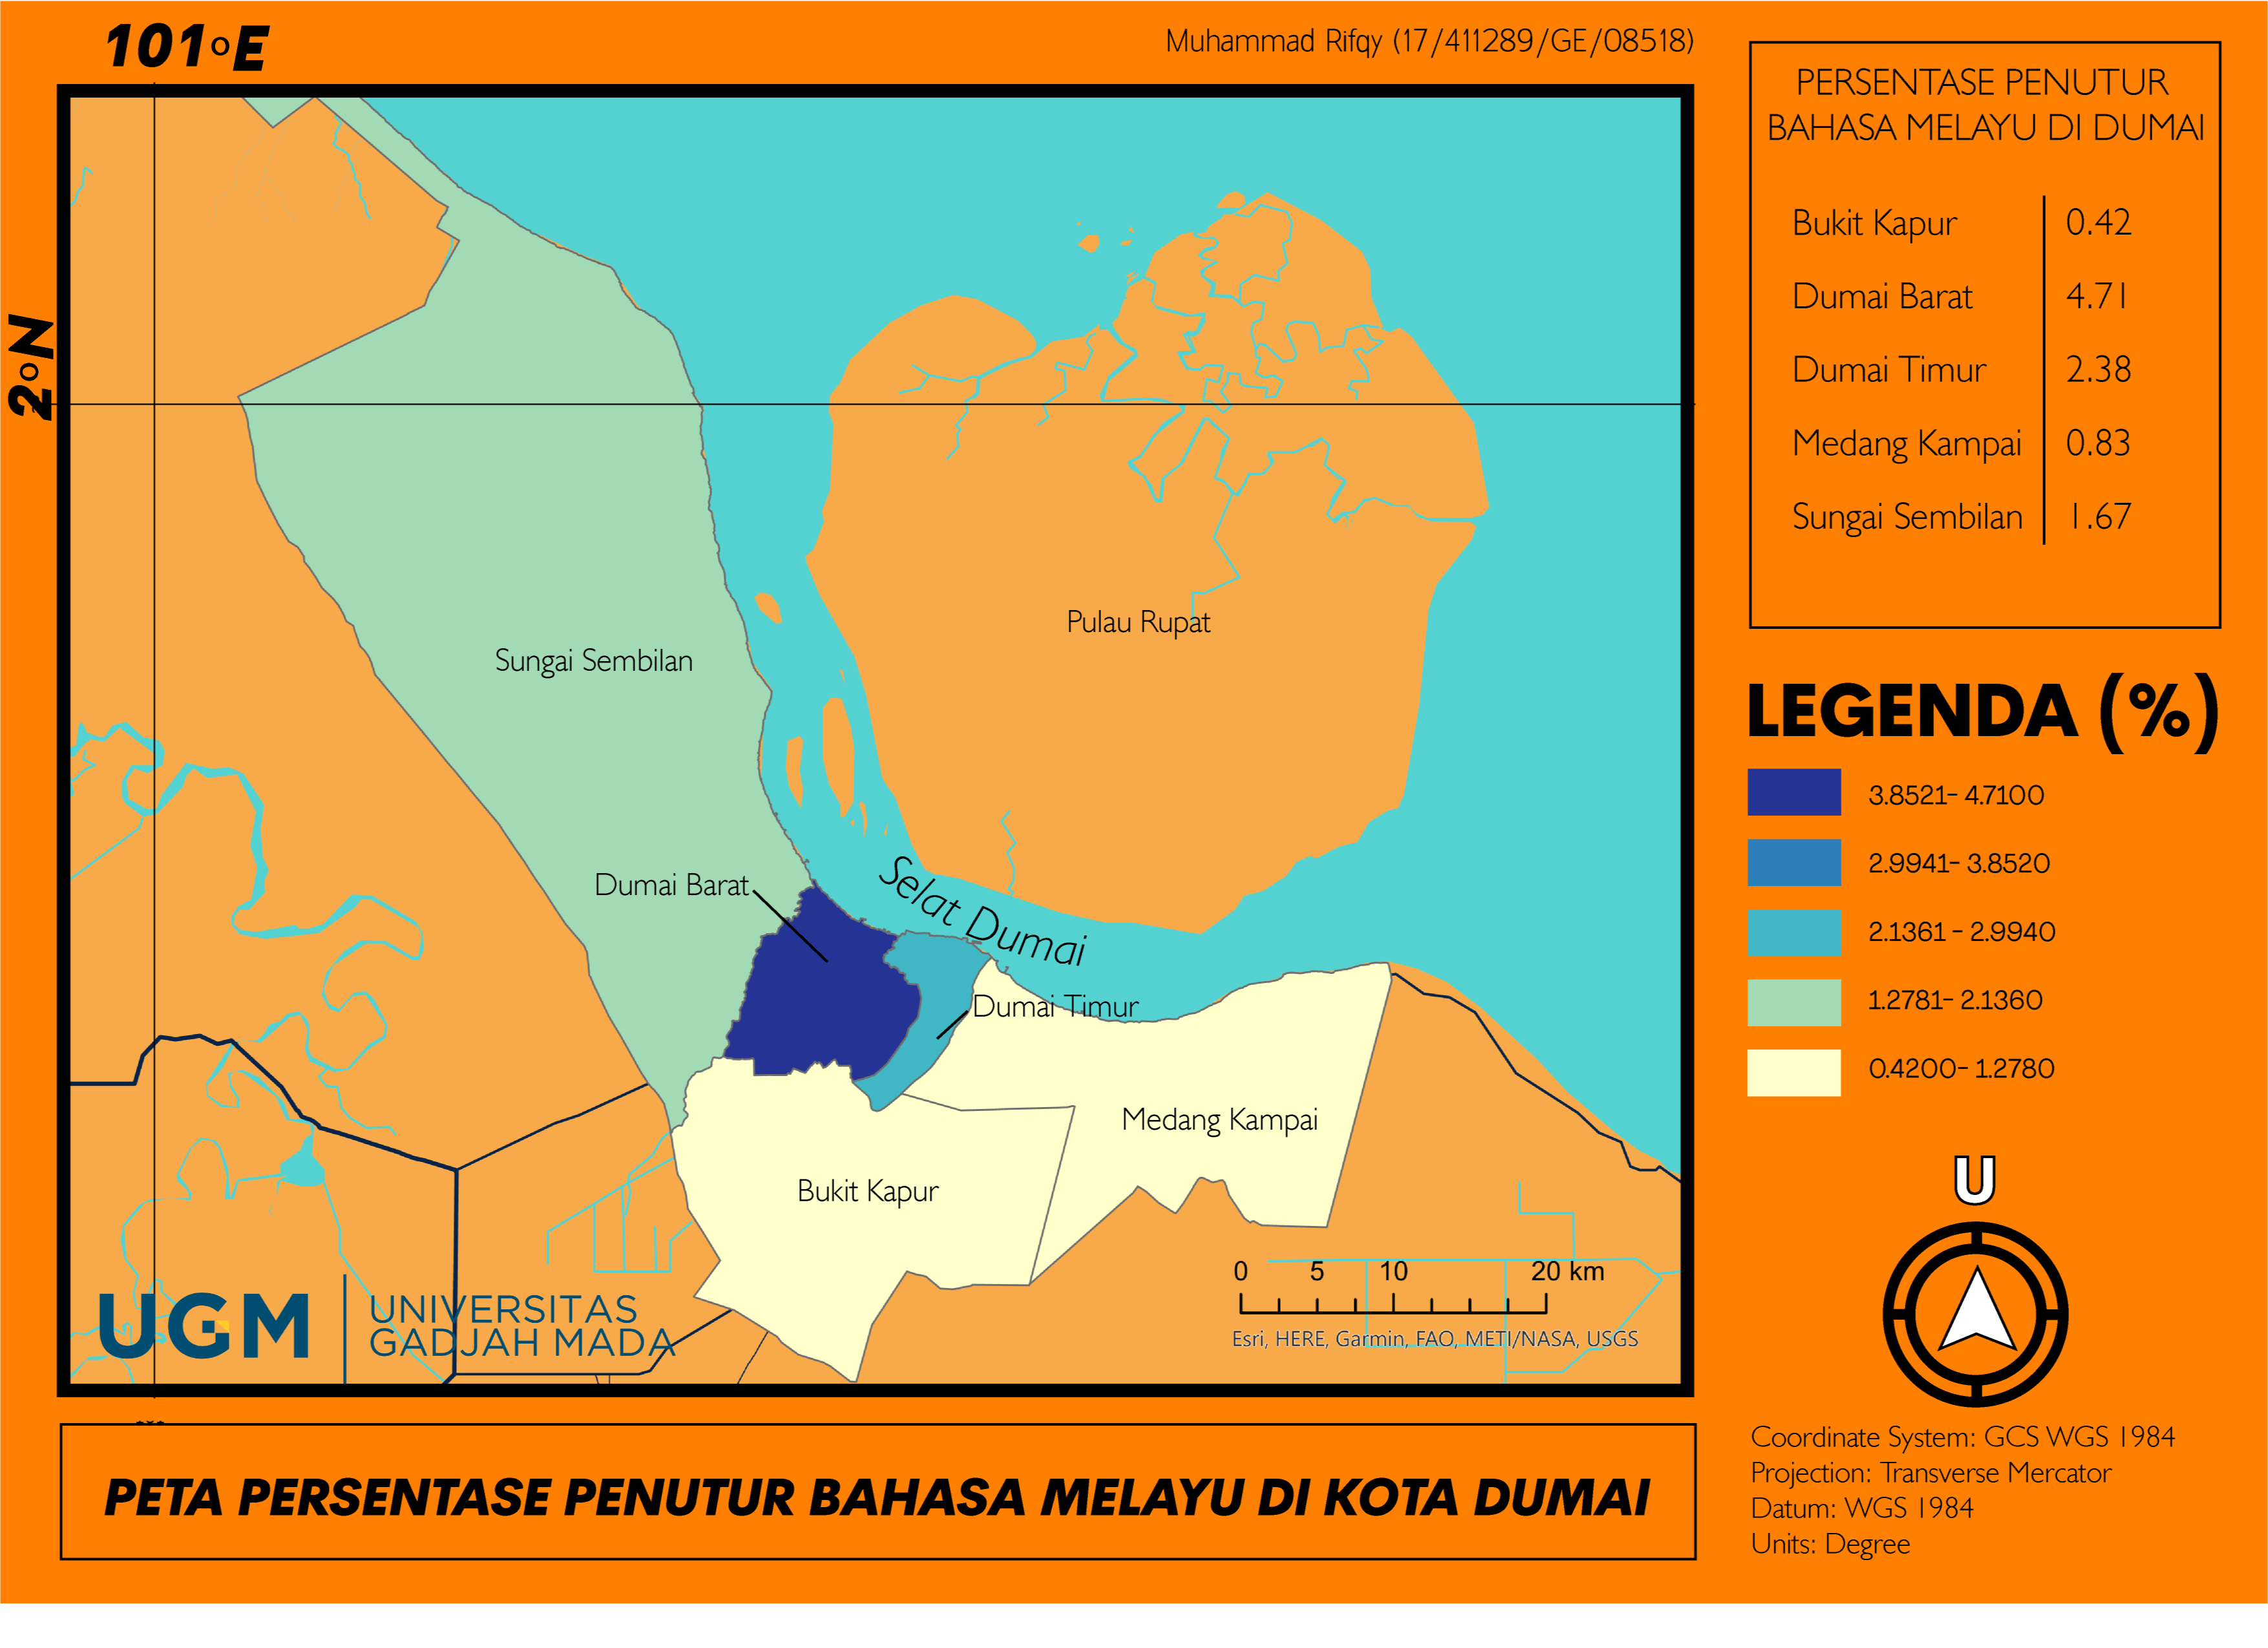 101°E
Muhammad Rifqy (17/411289/GE/08518)
2°N
Sungai Sembilan
Pulau Rupat
Dumai Barat
Selat Dumai
Dumai Timur
Medang Kampai
Bukit Kapur
0 5 10 20 km
Esri, HERE, Garmin, FAO, METI/NASA, USGS
UGM
UNIVERSITAS
GADJAH MADA
PETA PERSENTASE PENUTUR BAHASA MELAYU DI KOTA DUMAI
PERSENTASE PENUTUR
BAHASA MELAYU DI DUMAI
Bukit Kapur 0.42
Dumai Barat 4.71
Dumai Timur 2.38
Medang Kampai 0.83
Sungai Sembilan 1.67
LEGENDA (%)
3.8521- 4.7100
2.9941- 3.8520
2.1361 - 2.9940
1.2781- 2.1360
0.4200- 1.2780
U
Coordinate System: GCS WGS 1984
Projection: Transverse Mercator
Datum: WGS 1984
Units: Degree